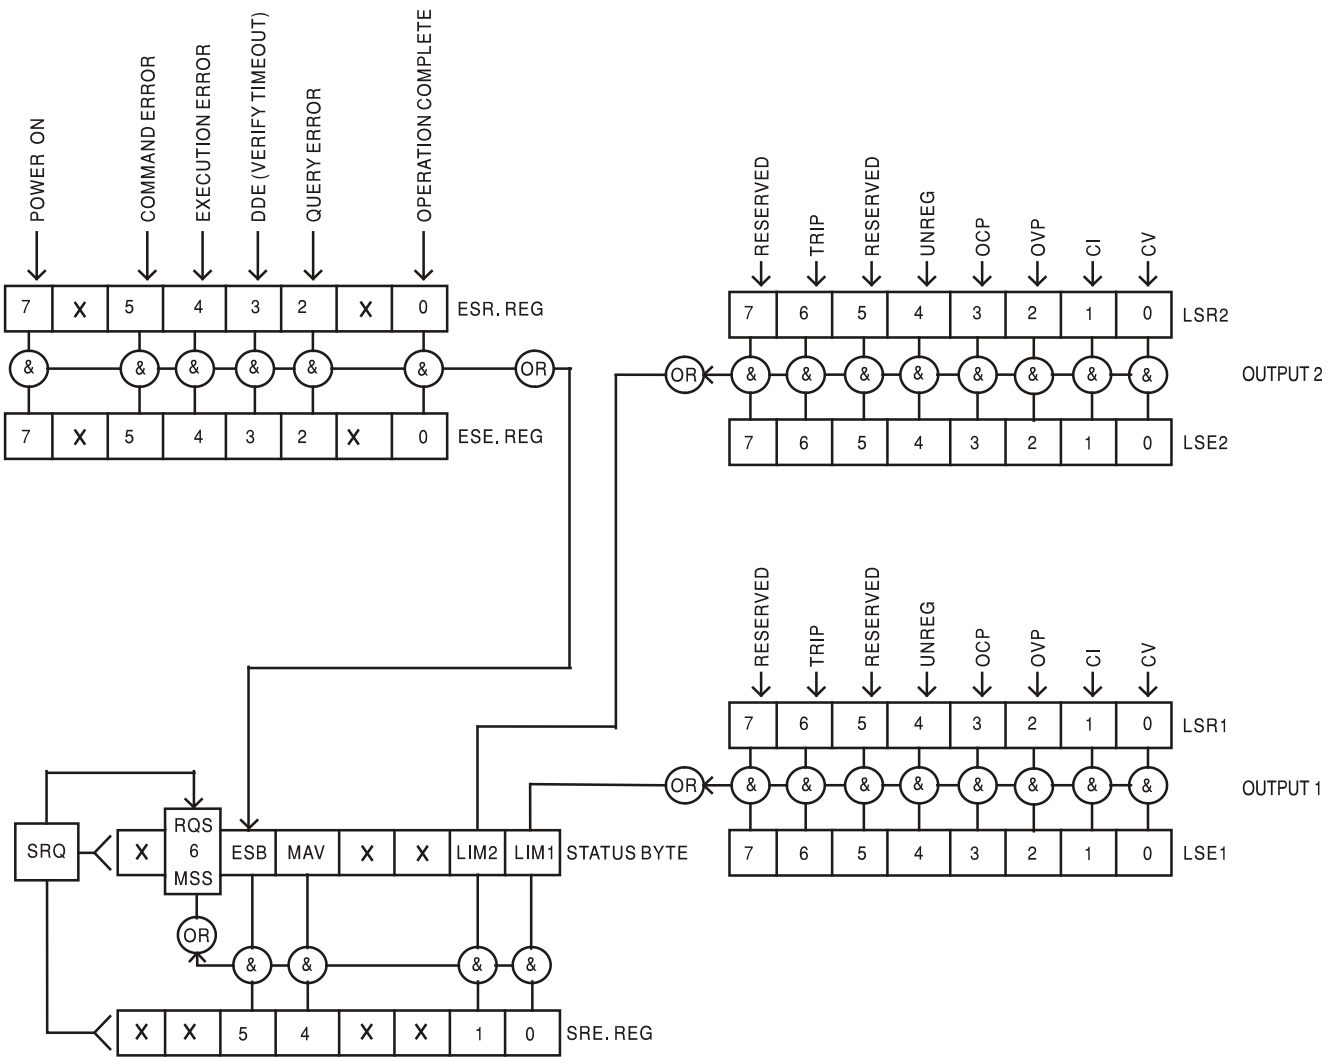 POWER ON
COMMAND ERROR
EXECUTION ERROR
DDE (VERIFY TIMEOUT)
QUERY ERROR
OPERATION COMPLETE
7 X 5 4 3 2 X 0 ESR. REG
& & & & & & OR
7 X 5 4 3 2 X 0 ESE. REG
RESERVED
TRIP
RESERVED
UNREG
OCP
OVP
CI
CV
7 6 5 4 3 2 1 0 LSR2
OR & & & & & & & & OUTPUT 2
7 6 5 4 3 2 1 0 LSE2
RESERVED
TRIP
RESERVED
UNREG
OCP
OVP
CI
CV
7 6 5 4 3 2 1 0 LSR1
OR & & & & & & & & OUTPUT 1
7 6 5 4 3 2 1 0 LSE1
SRQ
RQS
X 6 ESB MAV X X LIM2 LIM1 STATUS BYTE
MSS
OR
& & & &
X X 5 4 X X 1 0 SRE. REG